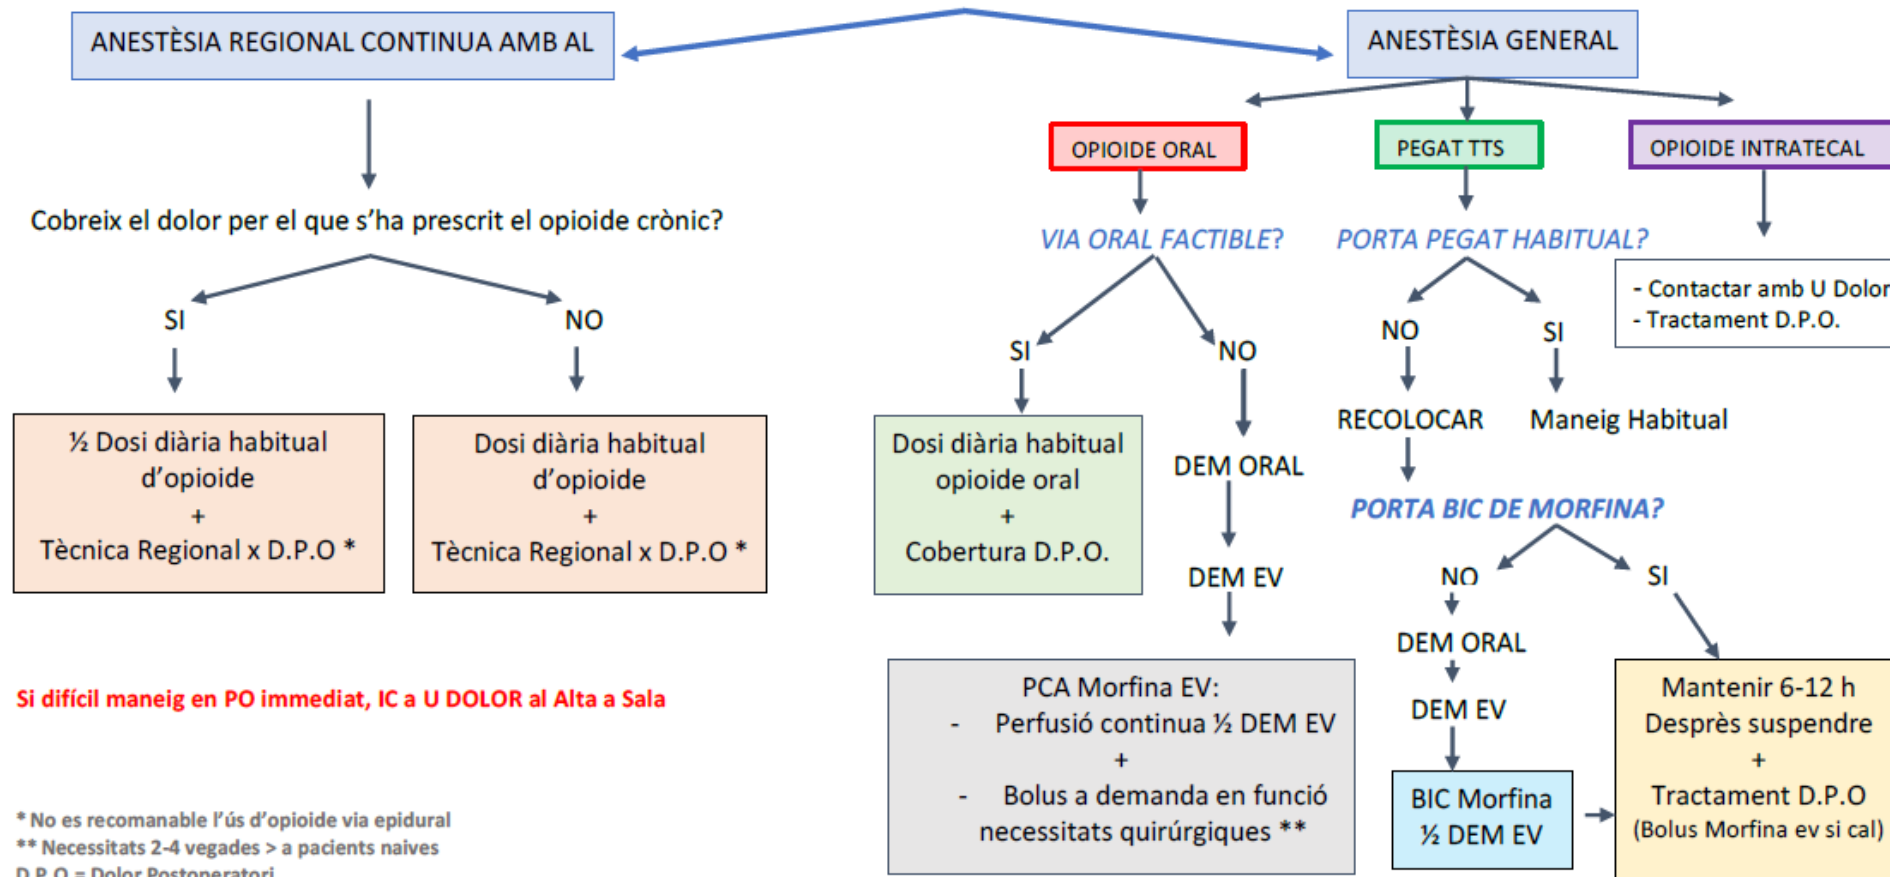 ANESTÈSIA REGIONAL CONTINUA AMB AL
Cobreix el dolor per el que s'ha prescrit el opioide crònic?
SI
NO
½ Dosi diària habitual
d'opioide
+
Tècnica Regional x D.P.O *
Dosi diària habitual
d'opioide
+
Tècnica Regional x D.P.O *
ANESTÈSIA GENERAL
OPIOIDE ORAL
VIA ORAL FACTIBLE?
SI
NO
Dosi diària habitual
opioide oral
+
Cobertura D.P.O.
DEM ORAL
DEM EV
PCA Morfina EV:
- Perfusió continua ½ DEM EV
+
- Bolus a demanda en funció
necessitats quirúrgiques **
PEGAT TTS
PORTA PEGAT HABITUAL?
NO
SI
RECOLOCAR
Maneig Habitual
PORTA BIC DE MORFINA?
NO
SI
DEM ORAL
DEM EV
BIC Morfina
½ DEM EV
Mantenir 6-12 h
Desprès suspendre
+
Tractament D.P.O
(Bolus Morfina ev si cal)
OPIOIDE INTRATECAL
- Contactar amb U Dolor
- Tractament D.P.O.
Si difícil maneig en PO immediat, IC a U DOLOR al Alta a Sala
* No es recomanable l'ús d'opioide via epidural
** Necessitats 2-4 vegades > a pacients naives
D.P.O = Dolor Postoperatori